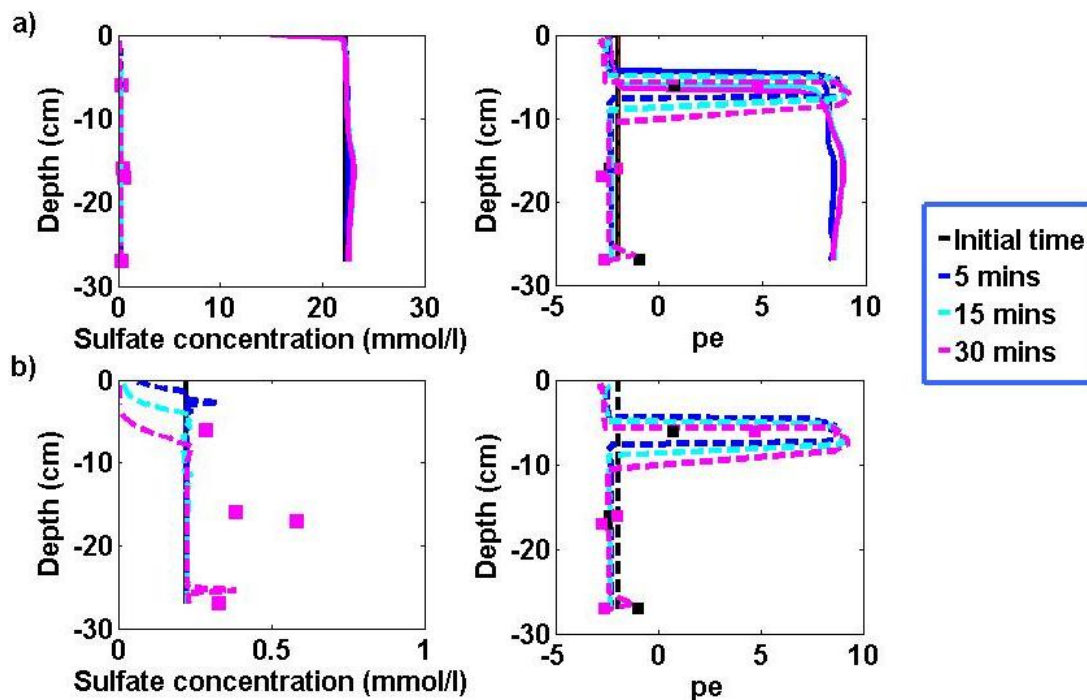 a)
0
-10
-20
-30
Depth (cm)
0 10 20 30
Sulfate concentration (mmol/l)
0
-10
-20
-30
Depth (cm)
-5 0 5 10
pe
b)
0
-10
-20
-30
Depth (cm)
0 0.5 1
Sulfate concentration (mmol/l)
0
-10
-20
-30
Depth (cm)
-5 0 5 10
pe
Initial time
5 mins
15 mins
30 mins